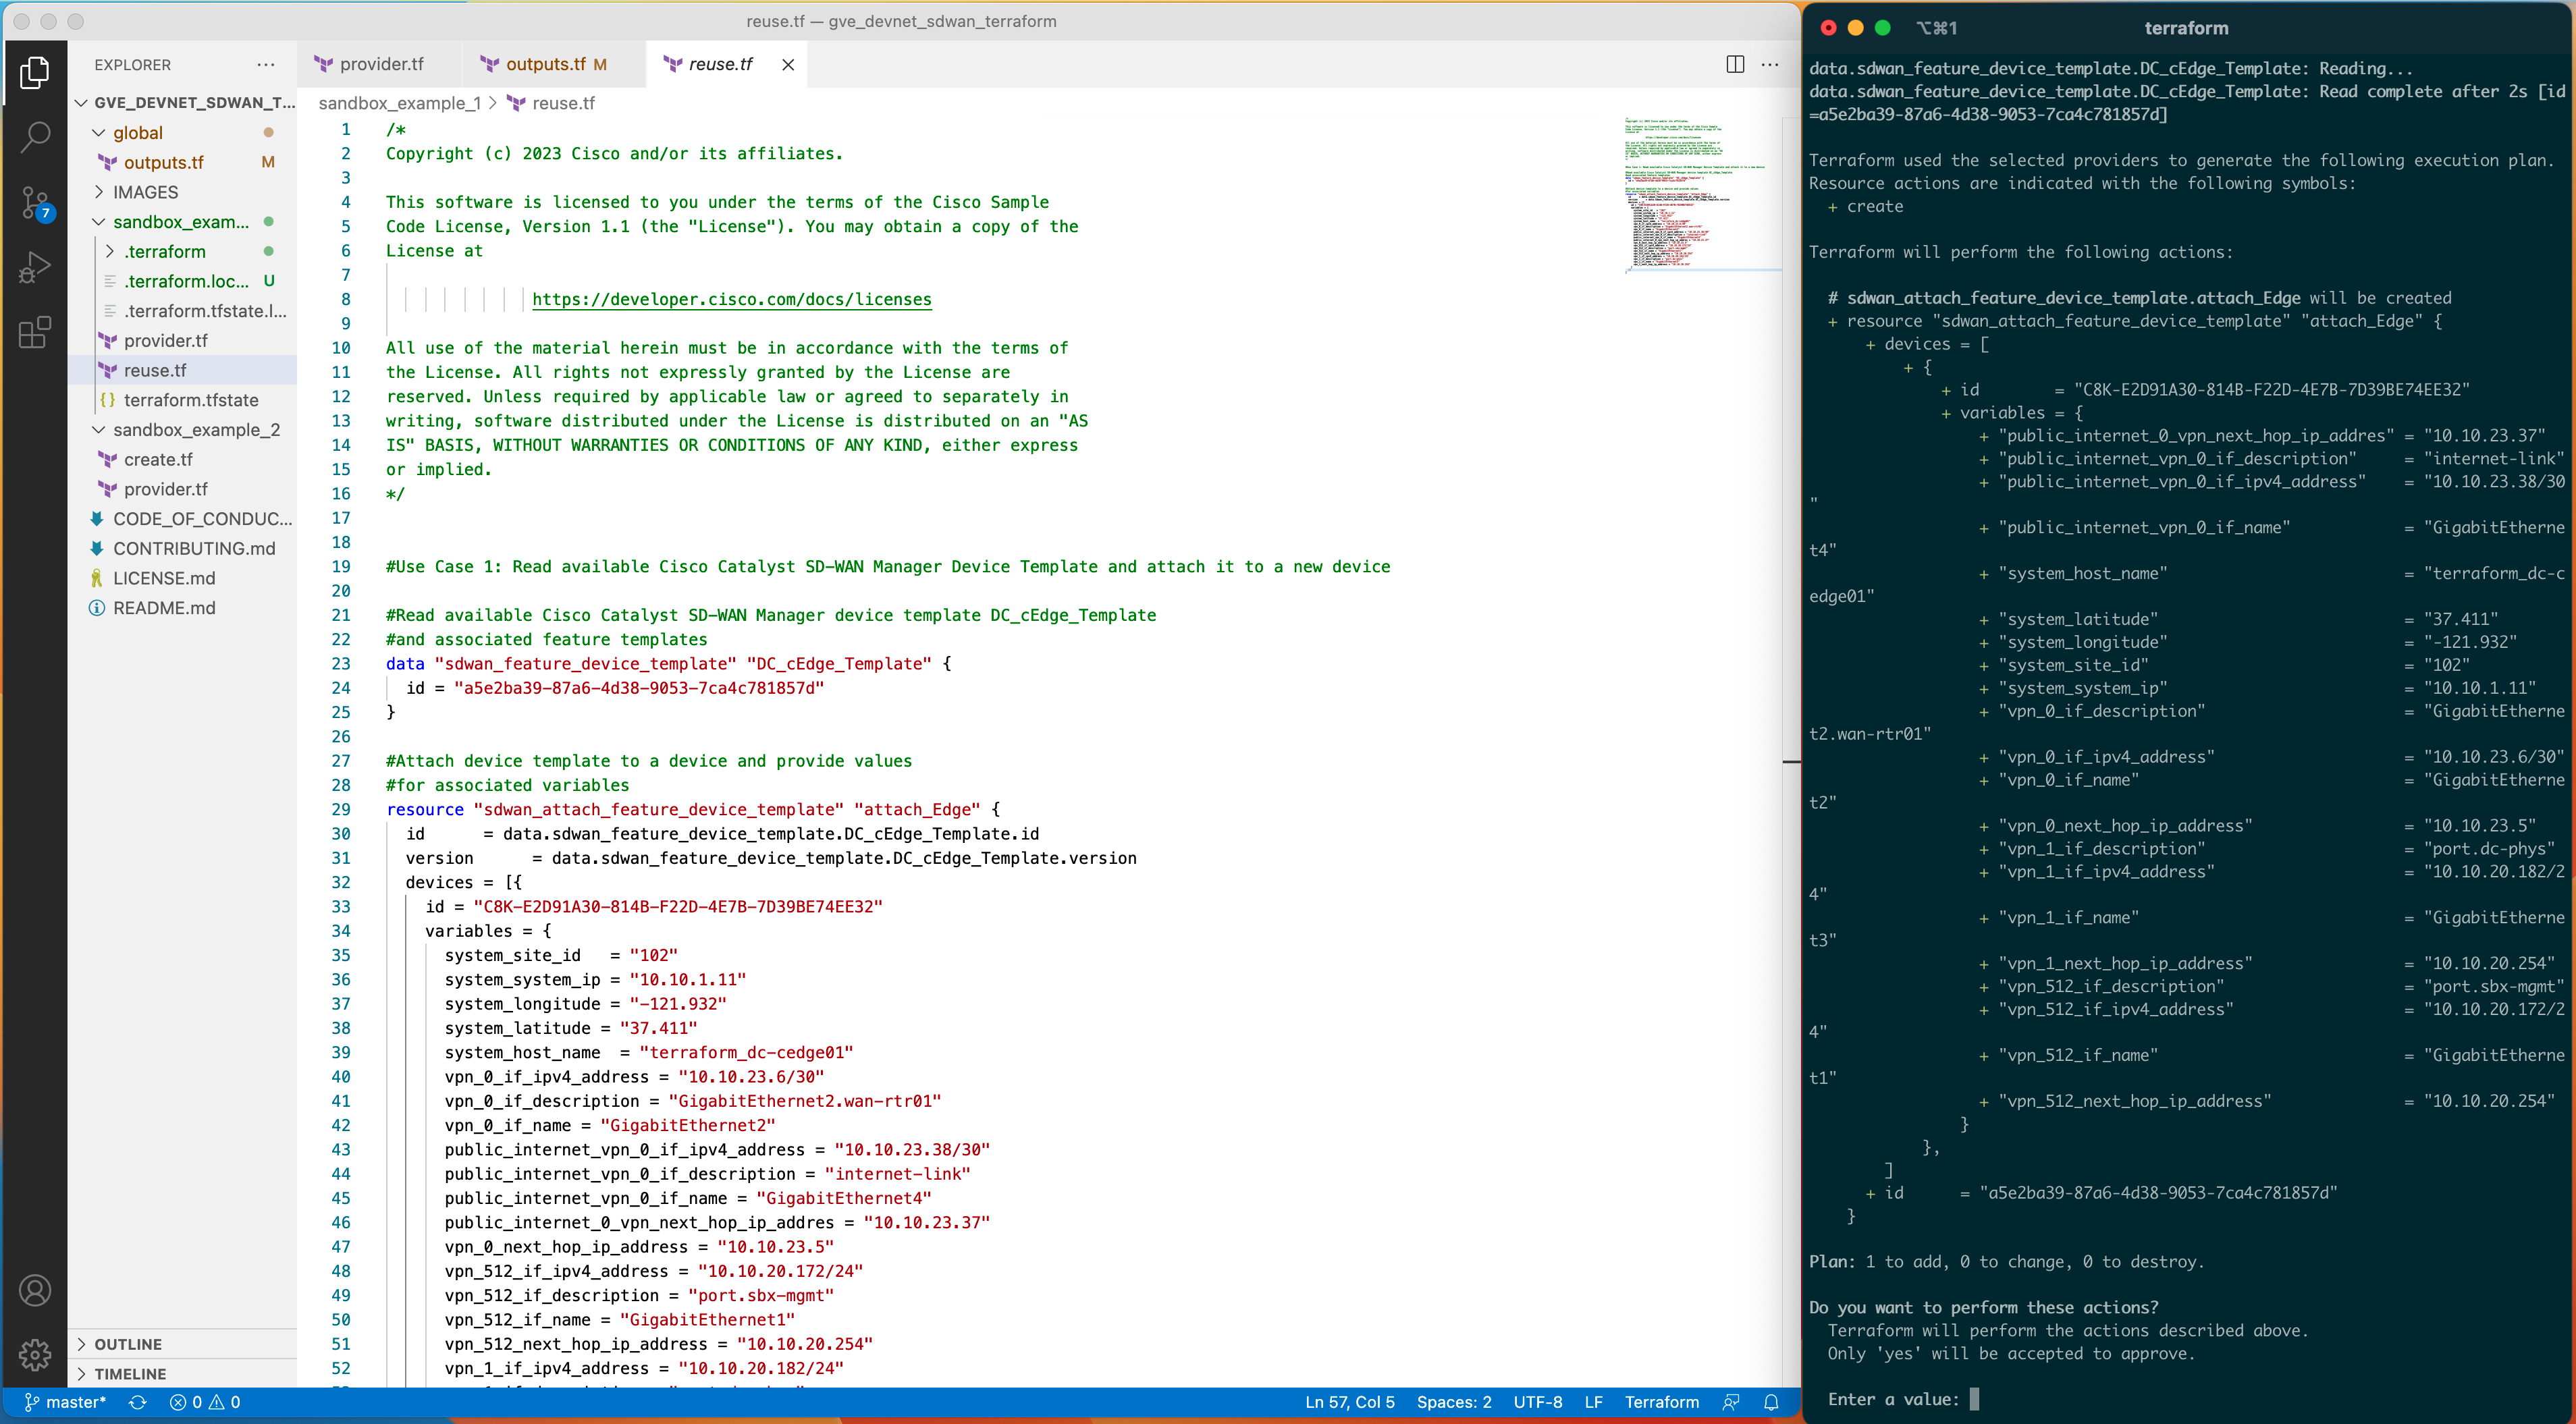 reuse.tf — gve_devnet_sdwan_terraform
EXPLORER
GVE_DEVNET_SDWAN_T...
global
outputs.tf M
IMAGES
sandbox_exam...
.terraform
.terraform.loc... U
.terraform.tfstate.l...
provider.tf
reuse.tf
terraform.tfstate
sandbox_example_2
create.tf
provider.tf
CODE_OF_CONDUC...
CONTRIBUTING.md
LICENSE.md
README.md
OUTLINE
TIMELINE
7
provider.tf
outputs.tf M
reuse.tf
sandbox_example_1 > reuse.tf
1 /*
2 Copyright (c) 2023 Cisco and/or its affiliates.
3
4 This software is licensed to you under the terms of the Cisco Sample
5 Code License, Version 1.1 (the "License"). You may obtain a copy of the
6 License at
7
8 https://developer.cisco.com/docs/licenses
9
10 All use of the material herein must be in accordance with the terms of
11 the License. All rights not expressly granted by the License are
12 reserved. Unless required by applicable law or agreed to separately in
13 writing, software distributed under the License is distributed on an "AS
14 IS" BASIS, WITHOUT WARRANTIES OR CONDITIONS OF ANY KIND, either express
15 or implied.
16 */
17
18
19 #Use Case 1: Read available Cisco Catalyst SD-WAN Manager Device Template and attach it to a new device
20
21 #Read available Cisco Catalyst SD-WAN Manager device template DC_cEdge_Template
22 #and associated feature templates
23 data "sdwan_feature_device_template" "DC_cEdge_Template" {
24 id = "a5e2ba39-87a6-4d38-9053-7ca4c781857d"
25 }
26
27 #Attach device template to a device and provide values
28 #for associated variables
29 resource "sdwan_attach_feature_device_template" "attach_Edge" {
30 id = data.sdwan_feature_device_template.DC_cEdge_Template.id
31 version = data.sdwan_feature_device_template.DC_cEdge_Template.version
32 devices = [{
33 id = "C8K-E2D91A30-814B-F22D-4E7B-7D39BE74EE32"
34 variables = {
35 system_site_id = "102"
36 system_system_ip = "10.10.1.11"
37 system_longitude = "-121.932"
38 system_latitude = "37.411"
39 system_host_name = "terraform_dc-cedge01"
40 vpn_0_if_ipv4_address = "10.10.23.6/30"
41 vpn_0_if_description = "GigabitEthernet2.wan-rtr01"
42 vpn_0_if_name = "GigabitEthernet2"
43 public_internet_vpn_0_if_ipv4_address = "10.10.23.38/30"
44 public_internet_vpn_0_if_description = "internet-link"
45 public_internet_vpn_0_if_name = "GigabitEthernet4"
46 public_internet_0_vpn_next_hop_ip_addres = "10.10.23.37"
47 vpn_0_next_hop_ip_address = "10.10.23.5"
48 vpn_512_if_ipv4_address = "10.10.20.172/24"
49 vpn_512_if_description = "port.sbx-mgmt"
50 vpn_512_if_name = "GigabitEthernet1"
51 vpn_512_next_hop_ip_address = "10.10.20.254"
52 vpn_1_if_ipv4_address = "10.10.20.182/24"
master* 0 0
Ln 57, Col 5 Spaces: 2 UTF-8 LF Terraform
⌥⌘1 terraform
data.sdwan_feature_device_template.DC_cEdge_Template: Reading...
data.sdwan_feature_device_template.DC_cEdge_Template: Read complete after 2s [id
=a5e2ba39-87a6-4d38-9053-7ca4c781857d]
Terraform used the selected providers to generate the following execution plan.
Resource actions are indicated with the following symbols:
+ create
Terraform will perform the following actions:
# sdwan_attach_feature_device_template.attach_Edge will be created
+ resource "sdwan_attach_feature_device_template" "attach_Edge" {
+ devices = [
+ {
+ id = "C8K-E2D91A30-814B-F22D-4E7B-7D39BE74EE32"
+ variables = {
+ "public_internet_0_vpn_next_hop_ip_addres" = "10.10.23.37"
+ "public_internet_vpn_0_if_description" = "internet-link"
+ "public_internet_vpn_0_if_ipv4_address" = "10.10.23.38/30
"
+ "public_internet_vpn_0_if_name" = "GigabitEtherne
t4"
+ "system_host_name" = "terraform_dc-c
edge01"
+ "system_latitude" = "37.411"
+ "system_longitude" = "-121.932"
+ "system_site_id" = "102"
+ "system_system_ip" = "10.10.1.11"
+ "vpn_0_if_description" = "GigabitEtherne
t2.wan-rtr01"
+ "vpn_0_if_ipv4_address" = "10.10.23.6/30"
+ "vpn_0_if_name" = "GigabitEtherne
t2"
+ "vpn_0_next_hop_ip_address" = "10.10.23.5"
+ "vpn_1_if_description" = "port.dc-phys"
+ "vpn_1_if_ipv4_address" = "10.10.20.182/2
4"
+ "vpn_1_if_name" = "GigabitEtherne
t3"
+ "vpn_1_next_hop_ip_address" = "10.10.20.254"
+ "vpn_512_if_description" = "port.sbx-mgmt"
+ "vpn_512_if_ipv4_address" = "10.10.20.172/2
4"
+ "vpn_512_if_name" = "GigabitEtherne
t1"
+ "vpn_512_next_hop_ip_address" = "10.10.20.254"
}
},
]
+ id = "a5e2ba39-87a6-4d38-9053-7ca4c781857d"
}
Plan: 1 to add, 0 to change, 0 to destroy.
Do you want to perform these actions?
Terraform will perform the actions described above.
Only 'yes' will be accepted to approve.
Enter a value: